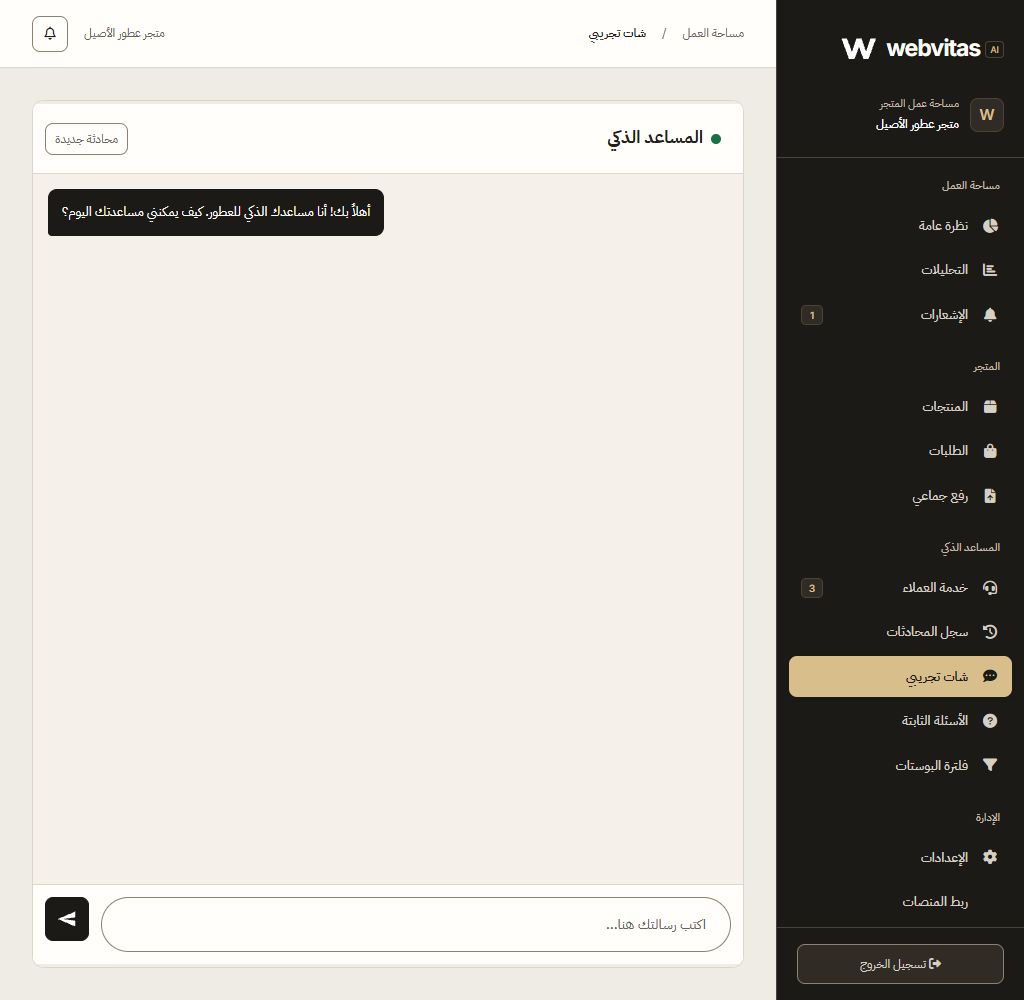 webvitas AI
W
مساحة عمل المتجر
متجر عطور الأصيل
مساحة العمل
نظرة عامة
التحليلات
الإشعارات
1
المتجر
المنتجات
الطلبات
رفع جماعي
المساعد الذكي
خدمة العملاء
3
سجل المحادثات
شات تجريبي
الأسئلة الثابتة
فلترة البوستات
الإدارة
الإعدادات
ربط المنصات
تسجيل الخروج
مساحة العمل / شات تجريبي
متجر عطور الأصيل
المساعد الذكي
محادثة جديدة
أهلاً بك! أنا مساعدك الذكي للعطور. كيف يمكنني مساعدتك اليوم؟
اكتب رسالتك هنا...